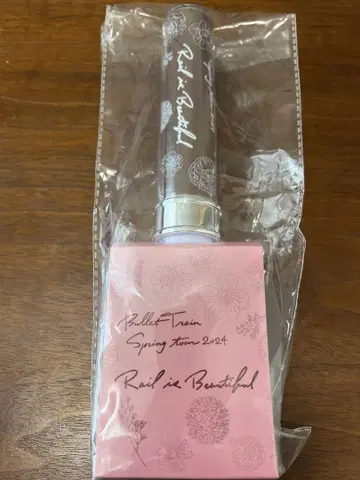 Rail is Beautiful
Bullet-Train
Spring tour 2024
Rail is Beautiful